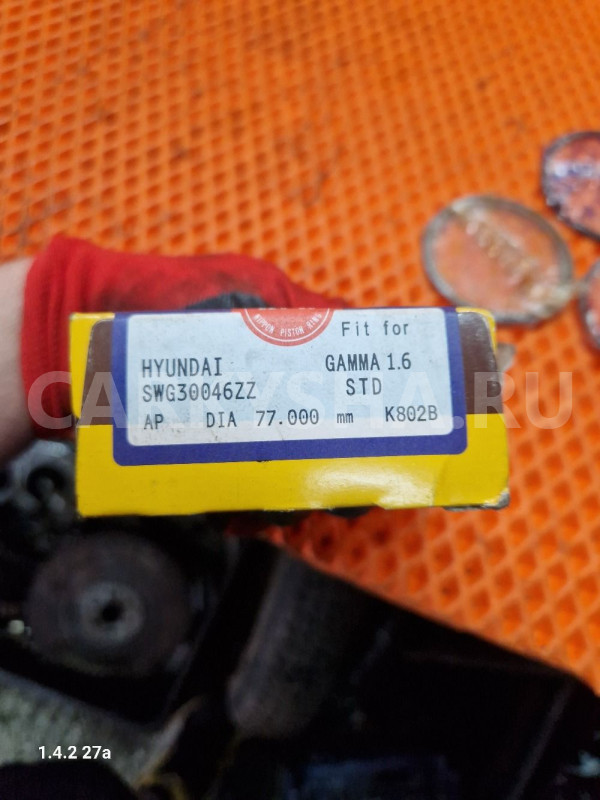 NIPPON PISTON RING
Fit for
HYUNDAI GAMMA 1.6
SWG30046ZZ STD
AP DIA 77.000 mm K802B
CARKYSHA.RU
1.4.2 27a